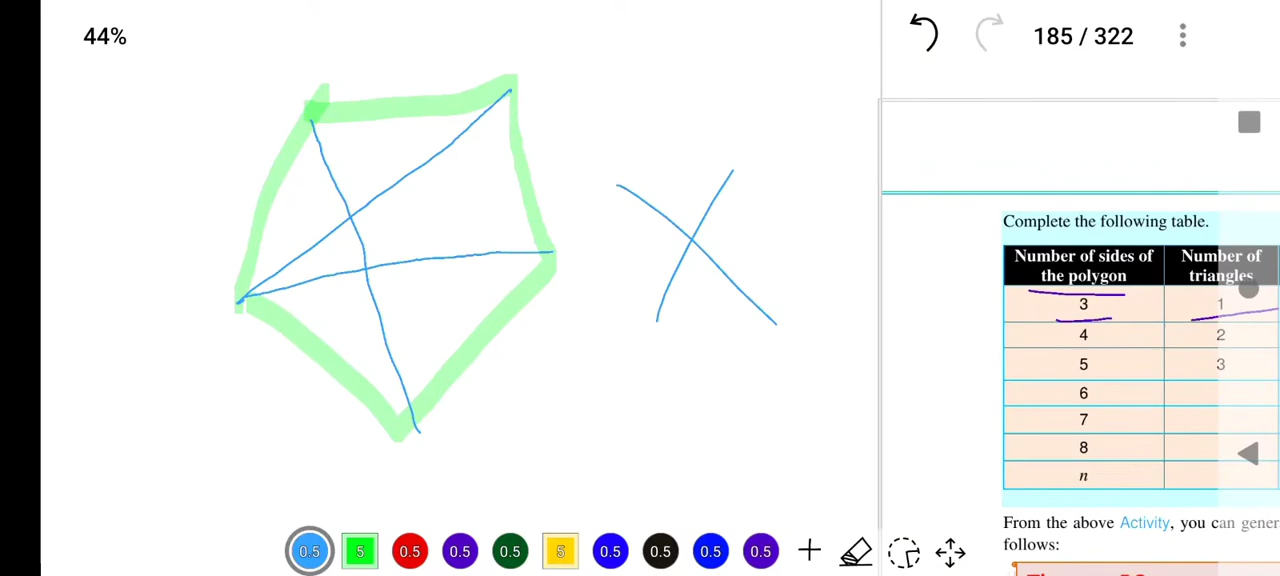 44%
185 / 322
Complete the following table.
Number of sides of the polygon Number of triangles
3 1
4 2
5 3
6
7
8
n
From the above Activity, you can gener
follows:
0.5 5 0.5 0.5 0.5 5 0.5 0.5 0.5 0.5